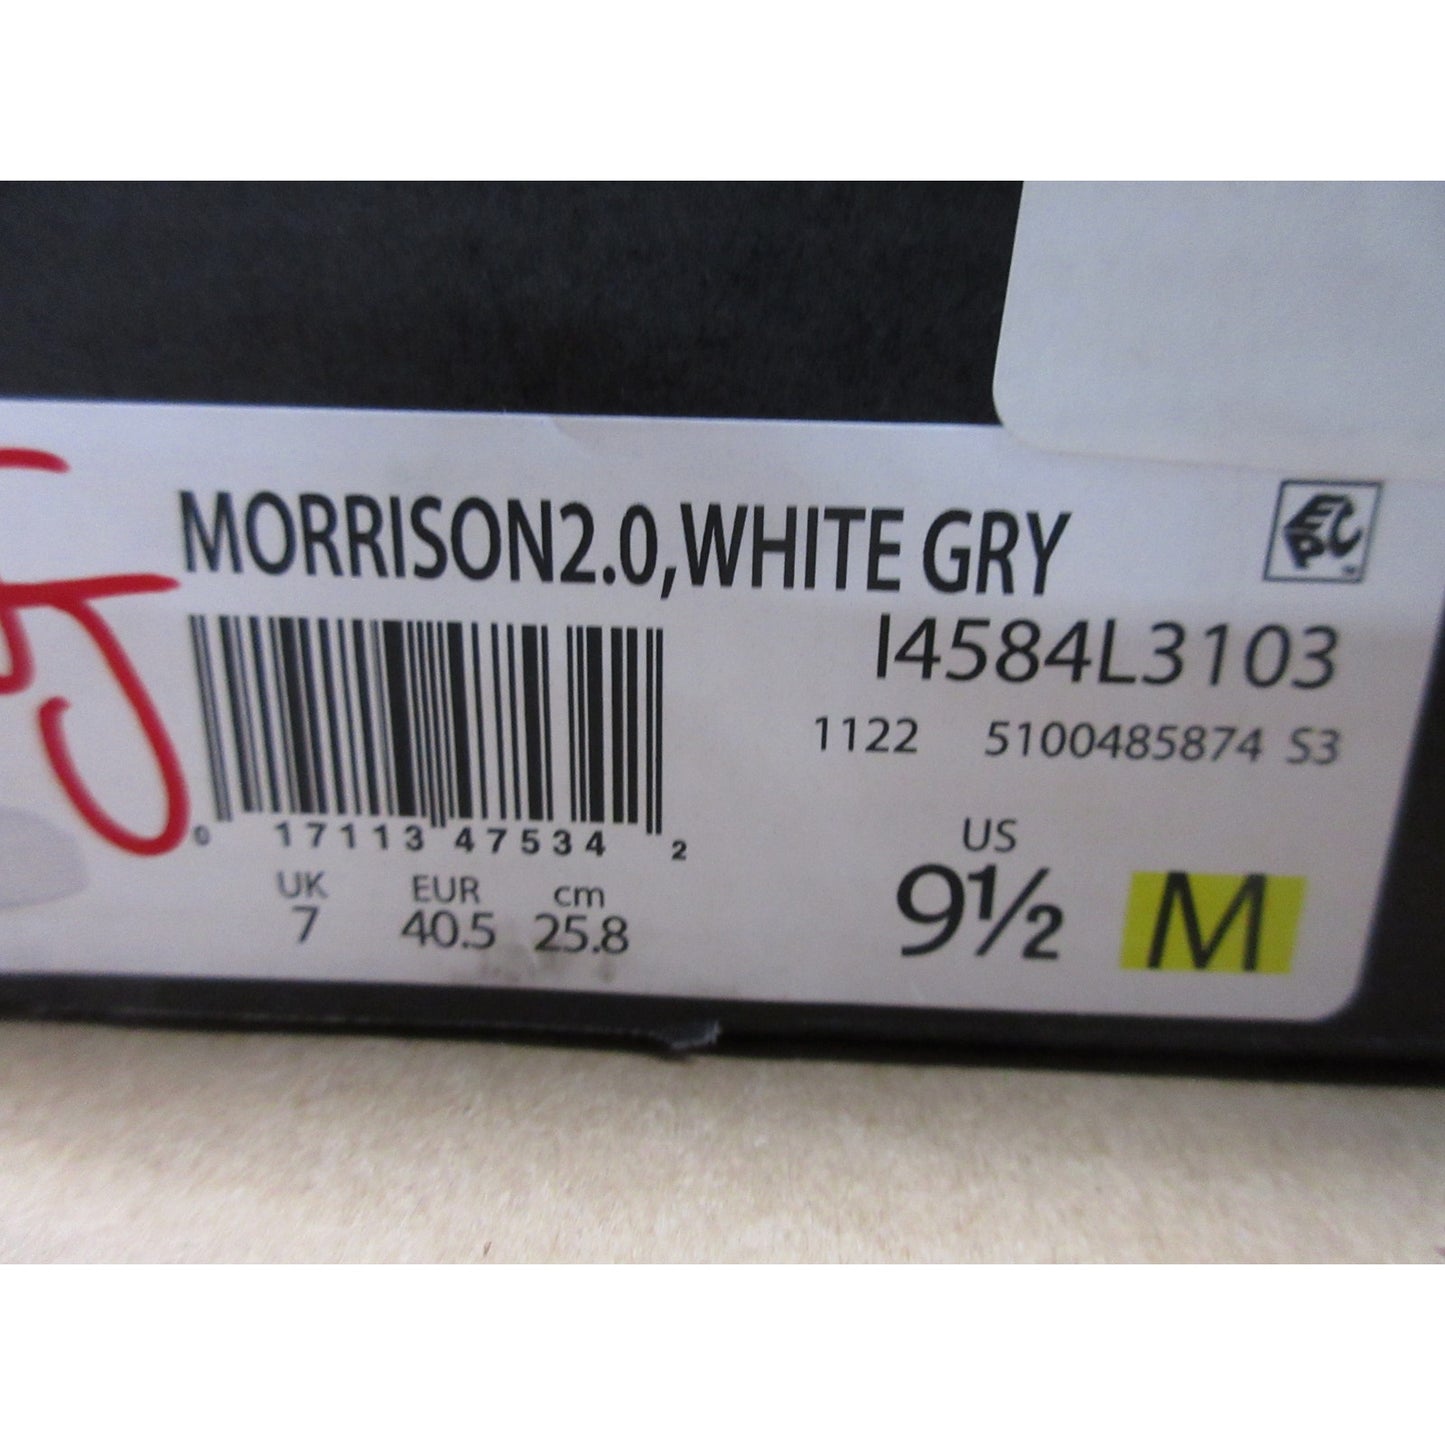 MORRISON2.0,WHITE GRY
EPC
I4584L3103
1122 5100485874 S3
0 17113 47534 2
UK EUR cm
7 40.5 25.8
US
9½ M